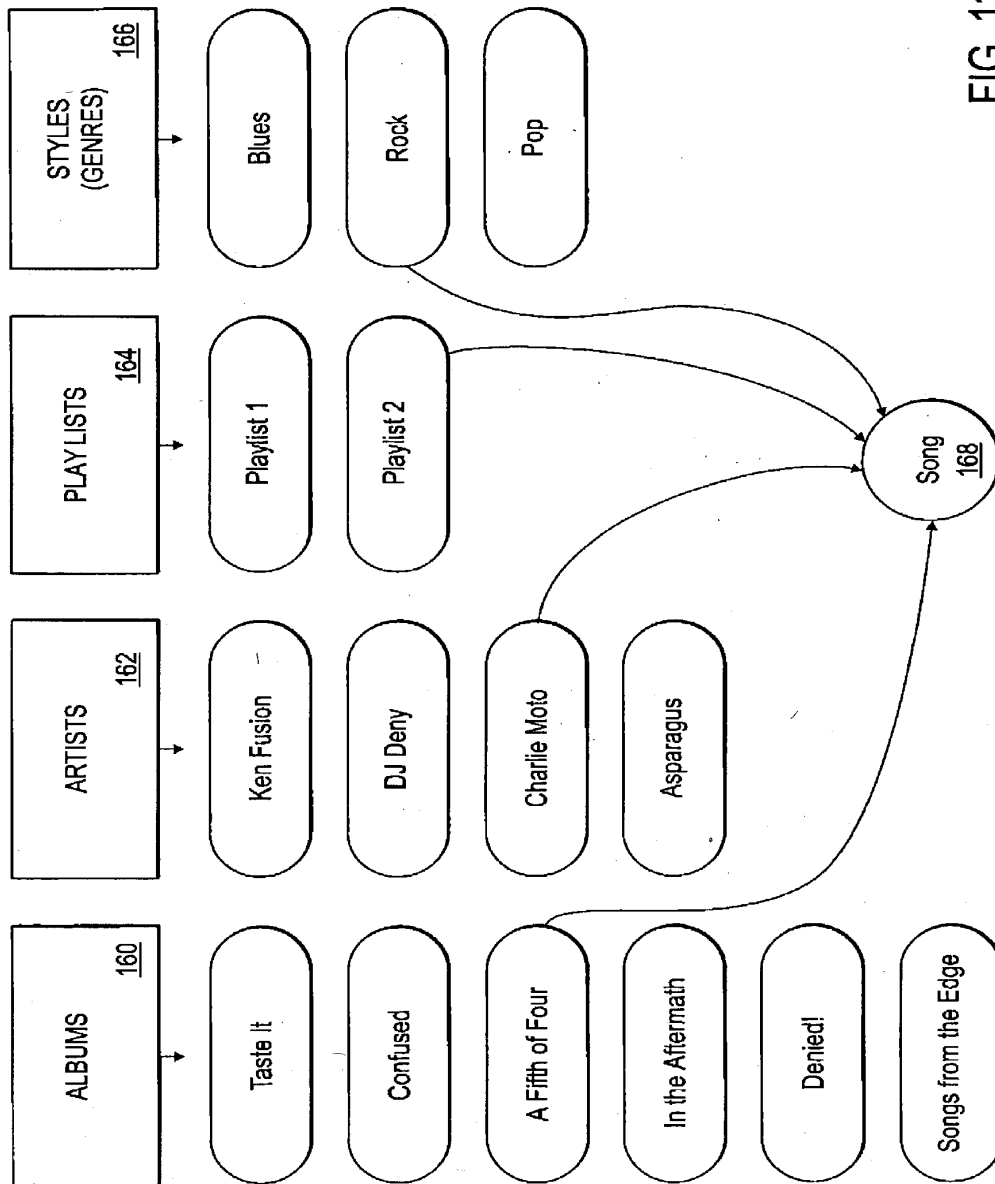 ALBUMS
160
Taste It
Confused
A Fifth of Four
In the Aftermath
Denied!
Songs from the Edge
ARTISTS
162
Ken Fusion
DJ Deny
Charlie Moto
Asparagus
PLAYLISTS
164
Playlist 1
Playlist 2
STYLES
(GENRES)
166
Blues
Rock
Pop
Song
168
FIG.